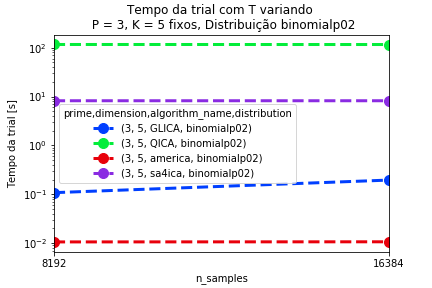 Tempo da trial com T variando
P = 3, K = 5 fixos, Distribuição binomialp02
Tempo da trial [s]
10²
10¹
10⁰
10⁻¹
10⁻²
prime,dimension,algorithm_name,distribution
(3, 5, GLICA, binomialp02)
(3, 5, QICA, binomialp02)
(3, 5, america, binomialp02)
(3, 5, sa4ica, binomialp02)
8192
16384
n_samples